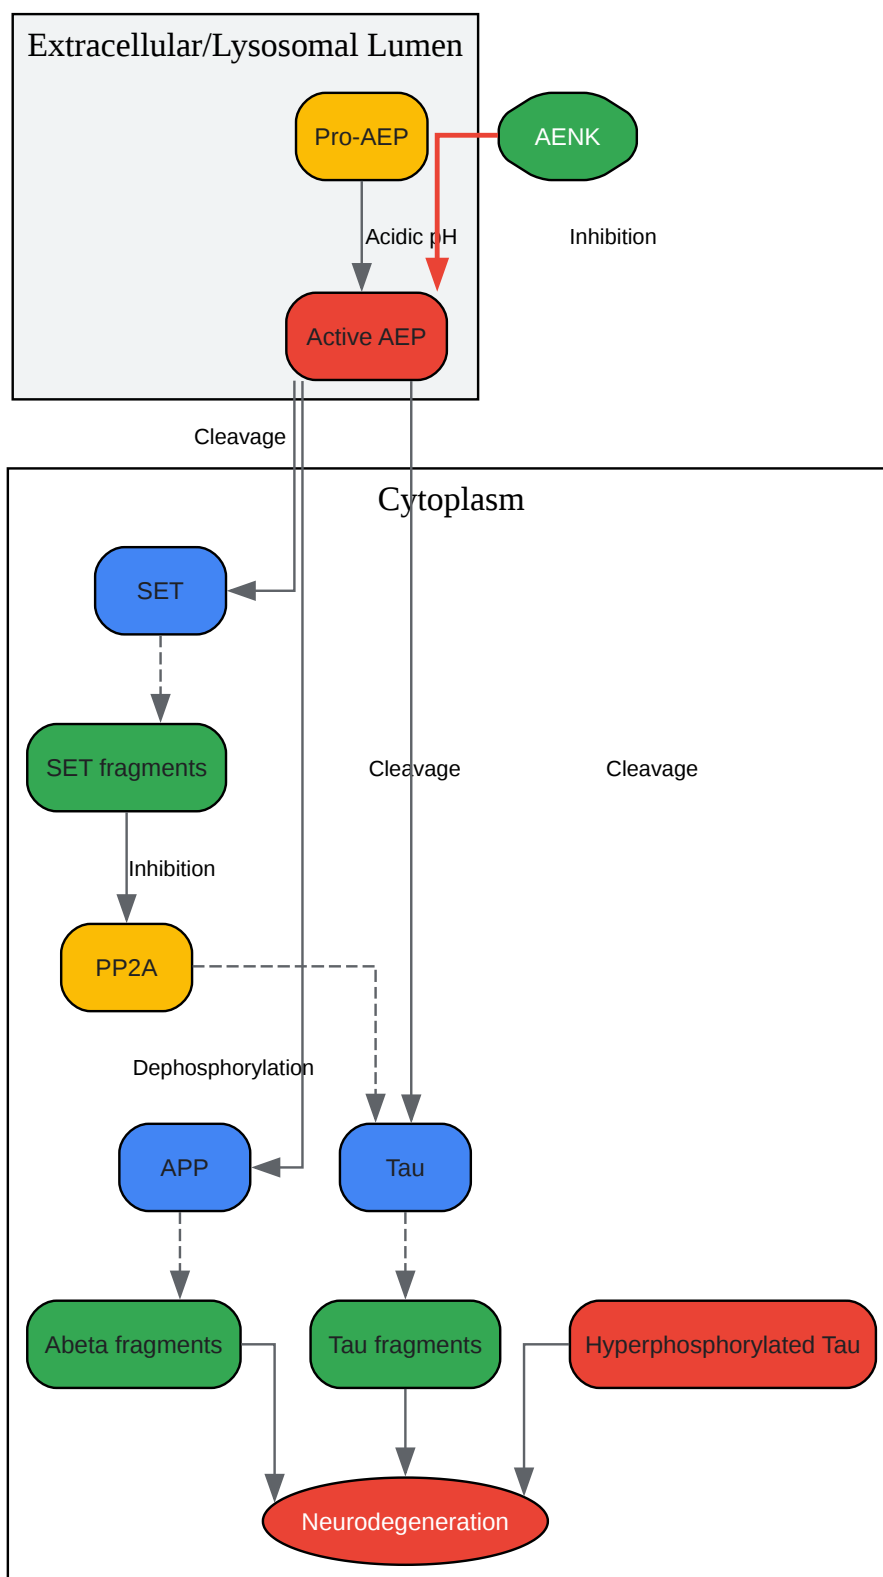 Extracellular/Lysosomal Lumen
Pro-AEP
AENK
Acidic pH
Inhibition
Active AEP
Cleavage
Cytoplasm
SET
SET fragments
Cleavage
Cleavage
Inhibition
PP2A
Dephosphorylation
APP
Tau
Abeta fragments
Tau fragments
Hyperphosphorylated Tau
Neurodegeneration